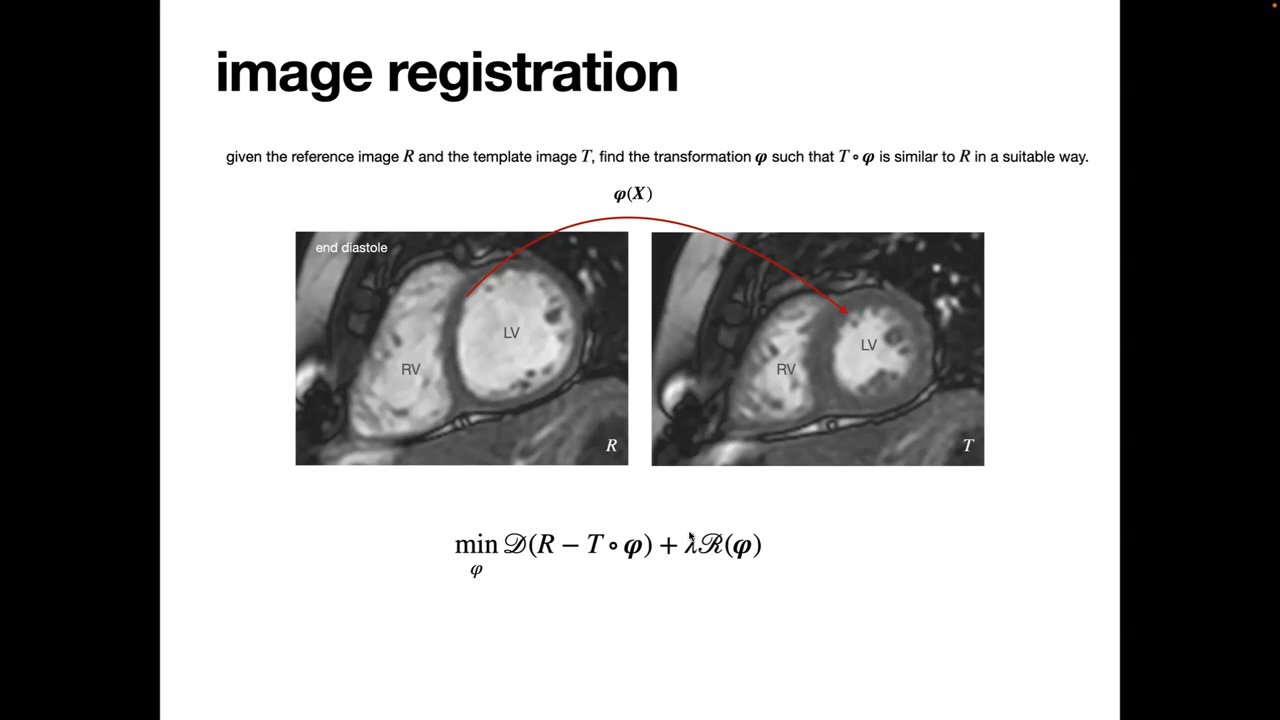 image registration
given the reference image R and the template image T, find the transformation φ such that T ∘ φ is similar to R in a suitable way.
φ(X)
end diastole
LV
RV
R
LV
RV
T
min 𝒟(R − T ∘ φ) + λℛ(φ)
φ